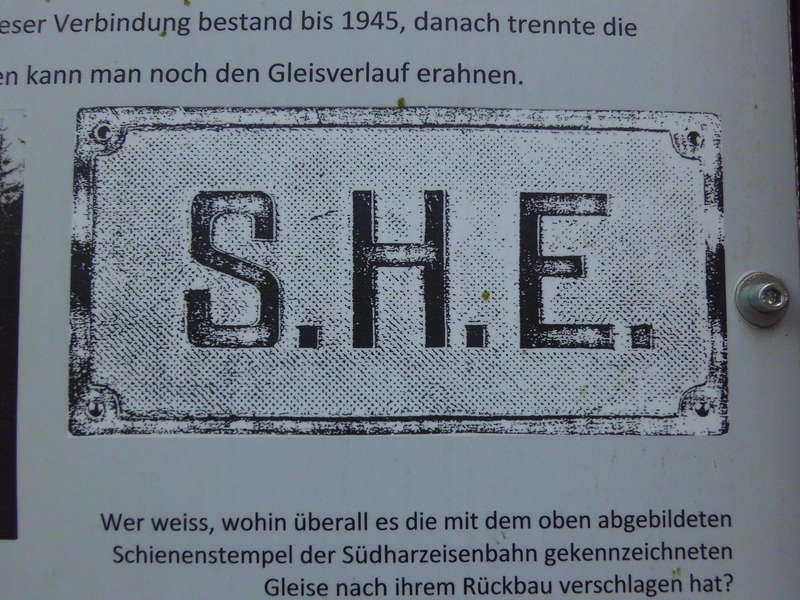 eser Verbindung bestand bis 1945, danach trennte die
en kann man noch den Gleisverlauf erahnen.
S.H.E.
Wer weiss, wohin überall es die mit dem oben abgebildeten
Schienenstempel der Südharzeisenbahn gekennzeichneten
Gleise nach ihrem Rückbau verschlagen hat?